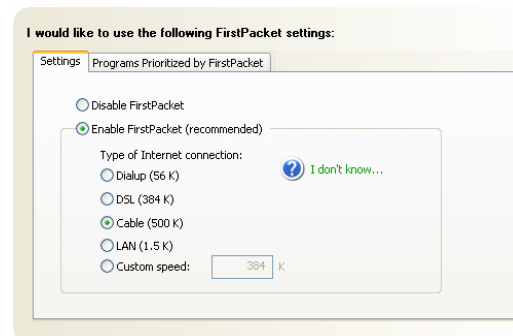 I would like to use the following FirstPacket settings:
Settings
Programs Prioritized by FirstPacket
Disable FirstPacket
Enable FirstPacket (recommended)
Type of Internet connection:
Dialup (56 K)
? I don't know...
DSL (384 K)
Cable (500 K)
LAN (1.5 K)
Custom speed: 384 K